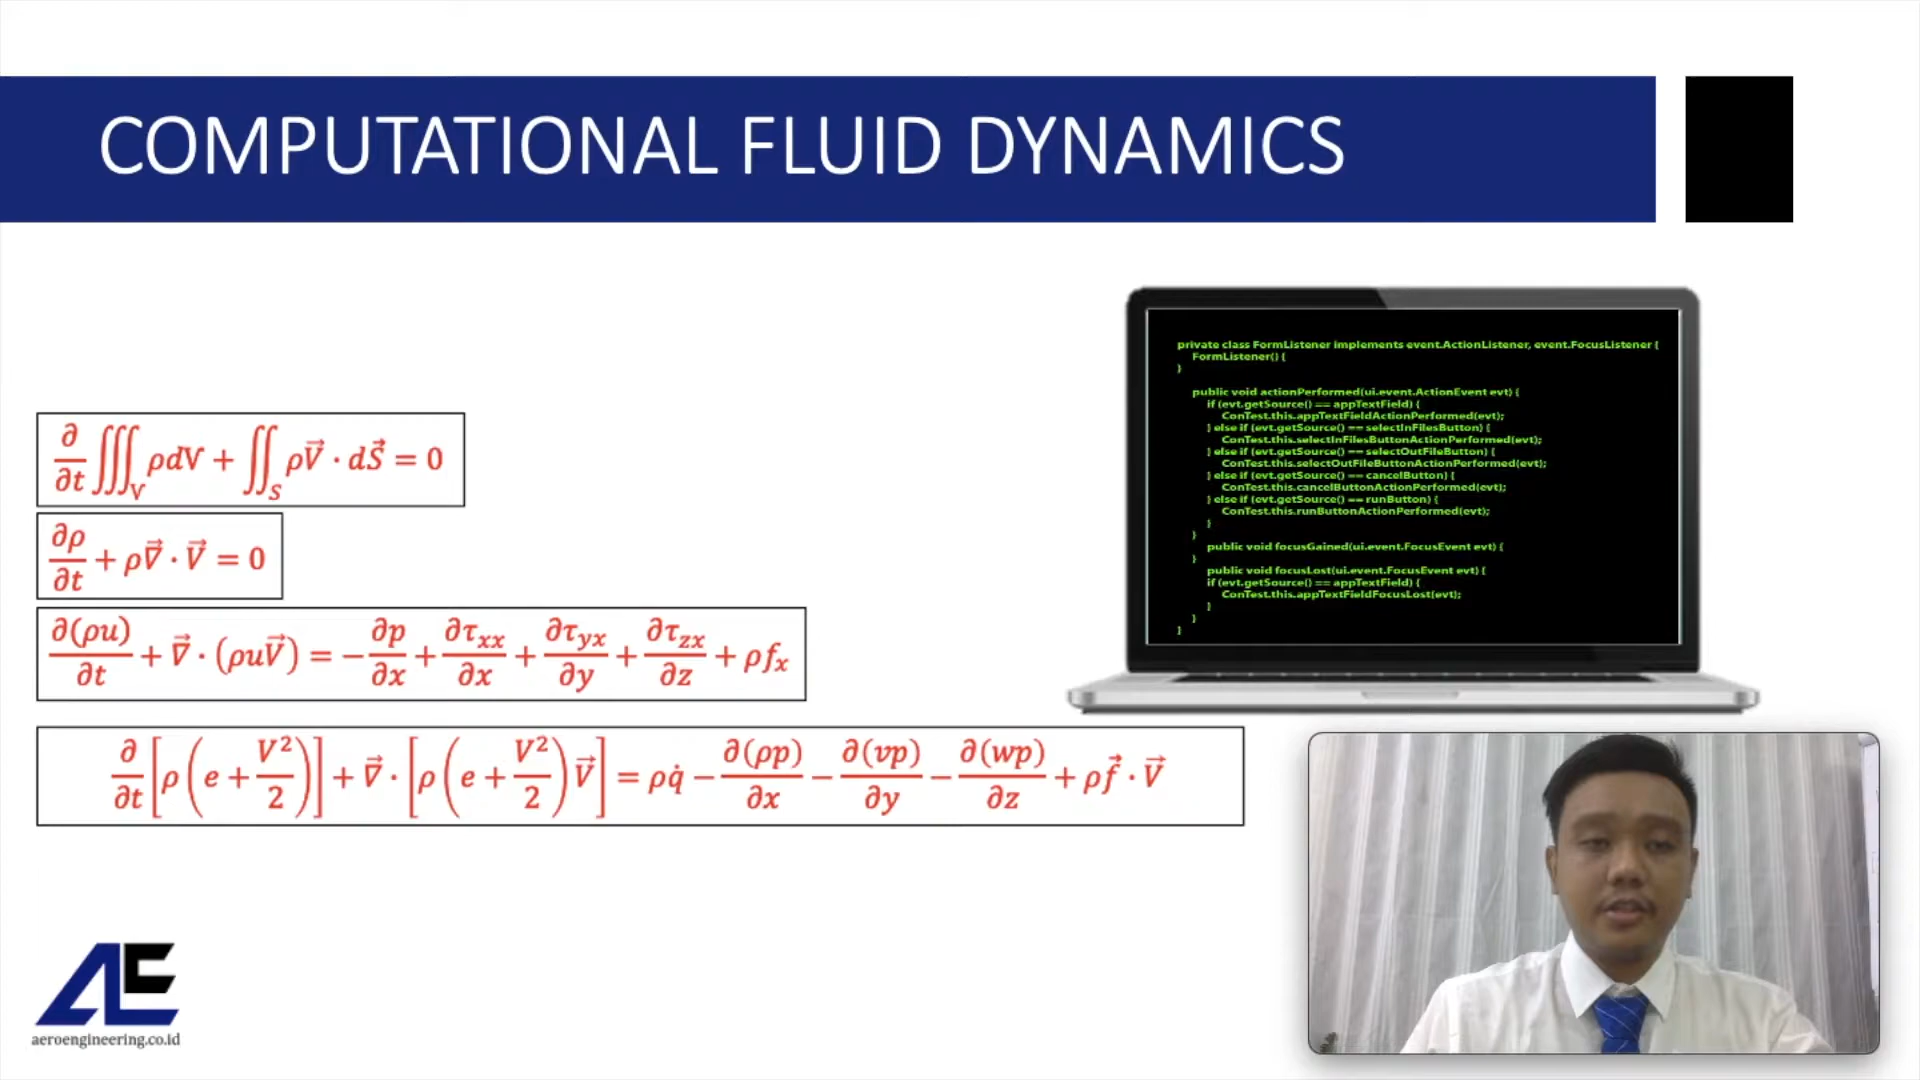 COMPUTATIONAL FLUID DYNAMICS
∂/∂t ∭_V ρdV + ∬_S ρV⃗ · dS⃗ = 0
∂ρ/∂t + ρ∇⃗ · V⃗ = 0
∂(ρu)/∂t + ∇⃗ · (ρuV⃗) = −∂p/∂x + ∂τ_xx/∂x + ∂τ_yx/∂y + ∂τ_zx/∂z + ρf_x
∂/∂t [ρ(e + V²/2)] + ∇⃗ · [ρ(e + V²/2)V⃗] = ρq̇ − ∂(ρp)/∂x − ∂(vp)/∂y − ∂(wp)/∂z + ρf⃗ · V⃗
private class FormListener implements event.ActionListener, event.FocusListener {
FormListener() {
}
public void actionPerformed(ui.event.ActionEvent evt) {
if (evt.getSource() == appTextField) {
ConTest.this.appTextFieldActionPerformed(evt);
} else if (evt.getSource() == selectInFilesButton) {
ConTest.this.selectInFilesButtonActionPerformed(evt);
} else if (evt.getSource() == selectOutFileButton) {
ConTest.this.selectOutFileButtonActionPerformed(evt);
} else if (evt.getSource() == cancelButton) {
ConTest.this.cancelButtonActionPerformed(evt);
} else if (evt.getSource() == runButton) {
ConTest.this.runButtonActionPerformed(evt);
}
}
public void focusGained(ui.event.FocusEvent evt) {
}
public void focusLost(ui.event.FocusEvent evt) {
if (evt.getSource() == appTextField) {
ConTest.this.appTextFieldFocusLost(evt);
}
}
}
AE
aeroengineering.co.id